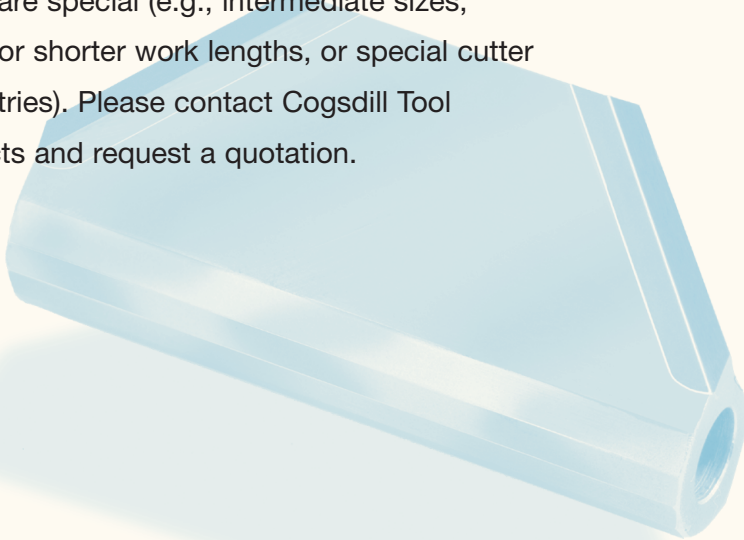 are special (e.g., intermediate sizes,
or shorter work lengths, or special cutter
tries). Please contact Cogsdill Tool
cts and request a quotation.